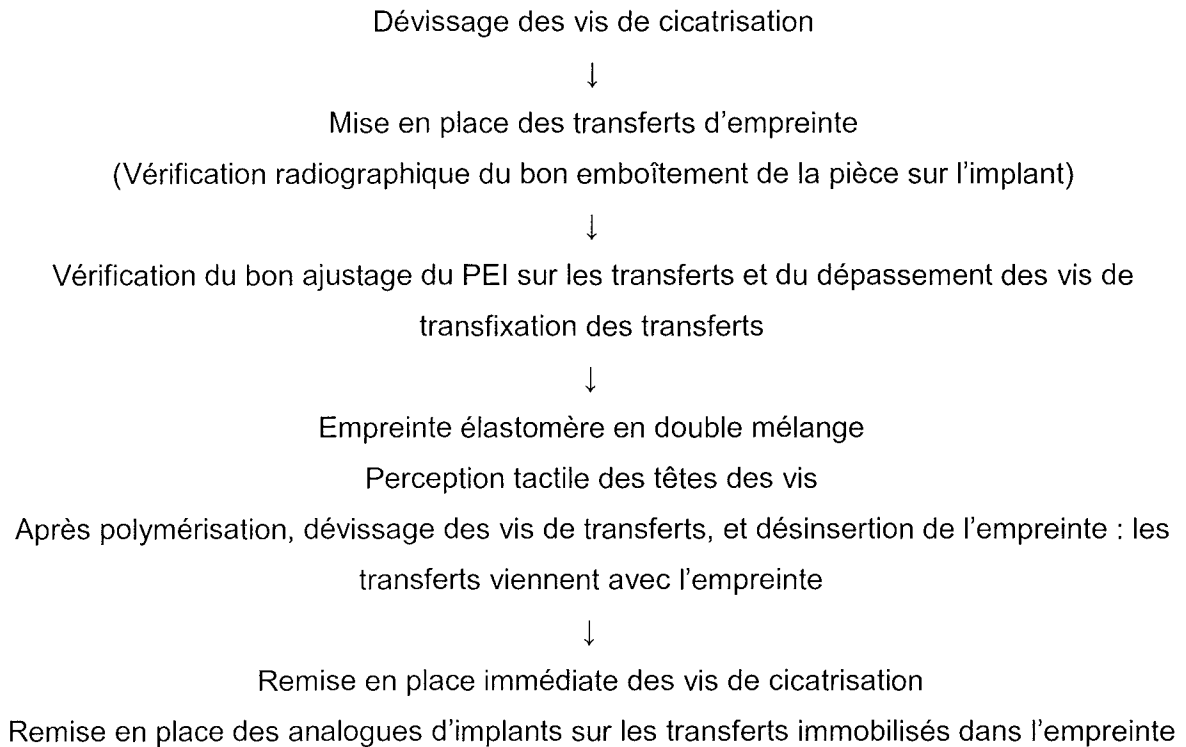 Dévissage des vis de cicatrisation
↓
Mise en place des transferts d'empreinte
(Vérification radiographique du bon emboîtement de la pièce sur l'implant)
↓
Vérification du bon ajustage du PEI sur les transferts et du dépassement des vis de
transfixation des transferts
↓
Empreinte élastomère en double mélange
Perception tactile des têtes des vis
Après polymérisation, dévissage des vis de transferts, et désinsertion de l'empreinte : les
transferts viennent avec l'empreinte
↓
Remise en place immédiate des vis de cicatrisation
Remise en place des analogues d'implants sur les transferts immobilisés dans l'empreinte